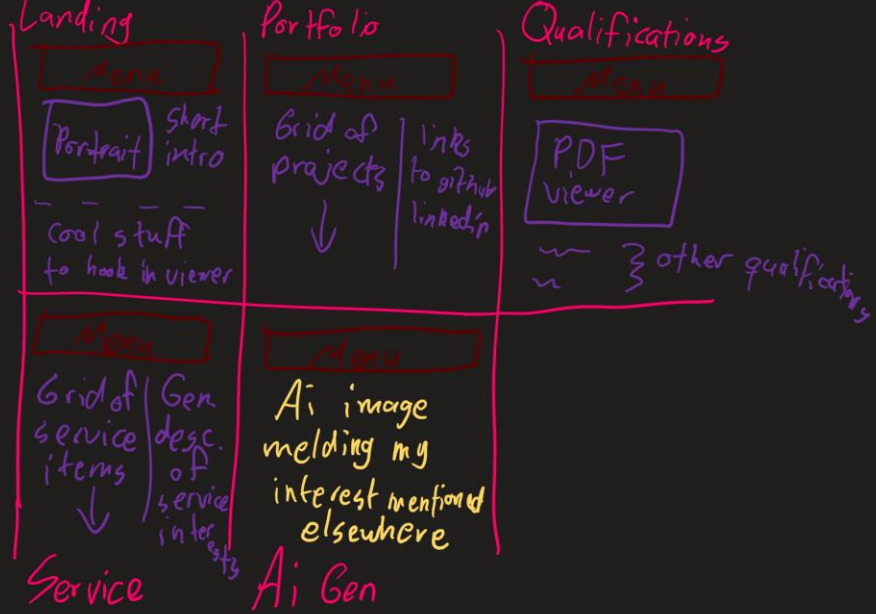 Landing
Menu
Portrait
short
intro
cool stuff
to hook in viewer
Portfolio
Menu
Grid of
projects
links
to github
linkedin
Qualifications
Menu
PDF
viewer
other qualifications
Menu
Grid of
service
items
Gen
desc.
of
service
interests
Service
Menu
Ai image
melding my
interest mentioned
elsewhere
Ai Gen